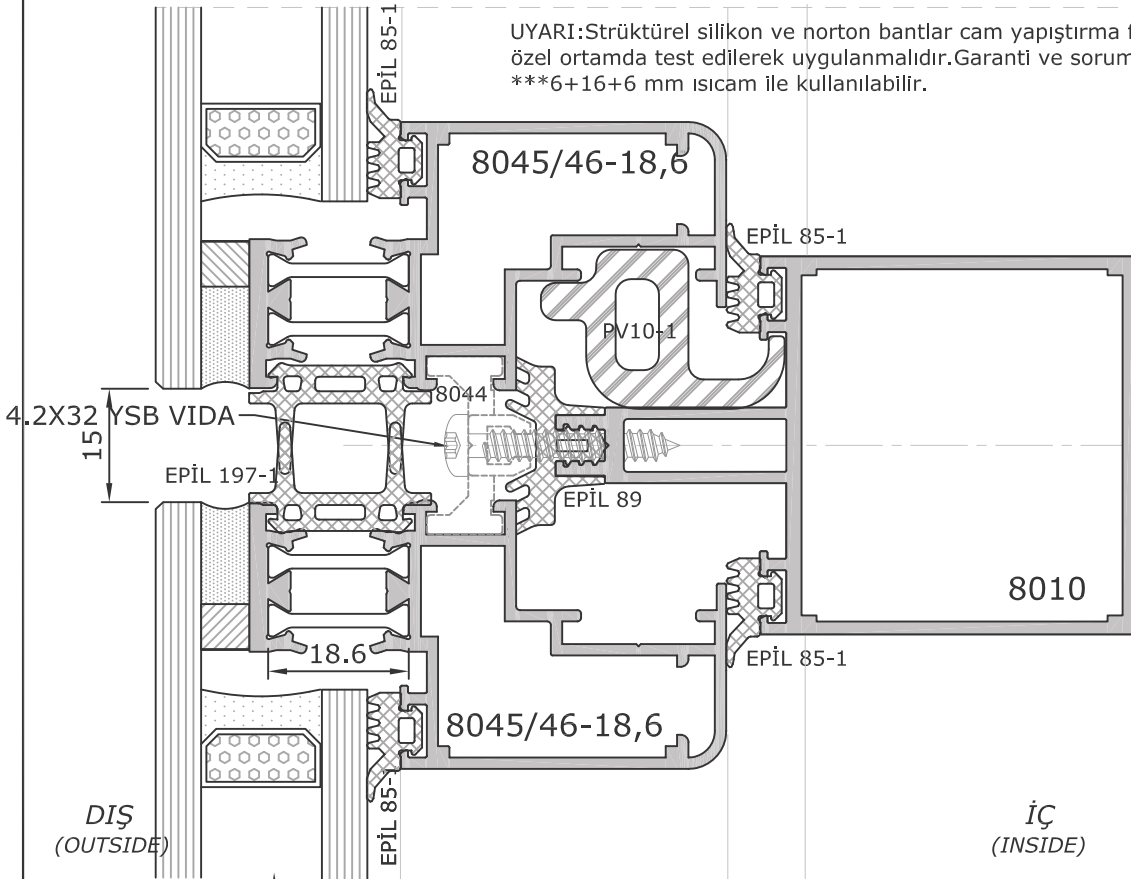 UYARI:Strüktürel silikon ve norton bantlar cam yapıştırma
özel ortamda test edilerek uygulanmalıdır.Garanti ve
***6+16+6 mm ısıcam ile kullanılabilir.
EPİL 85-1
8045/46-18,6
EPİL 85-1
PV10-1
8044
4.2X32 YSB VIDA
15
EPİL 197-1
EPİL 89
8010
18.6
EPİL 85-1
8045/46-18,6
EPİL 85-1
DIŞ
(OUTSIDE)
İÇ
(INSIDE)